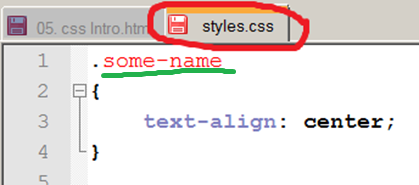 05. css Intro.htm styles.css
1 .some-name
2 {
3 text-align: center;
4 }
5